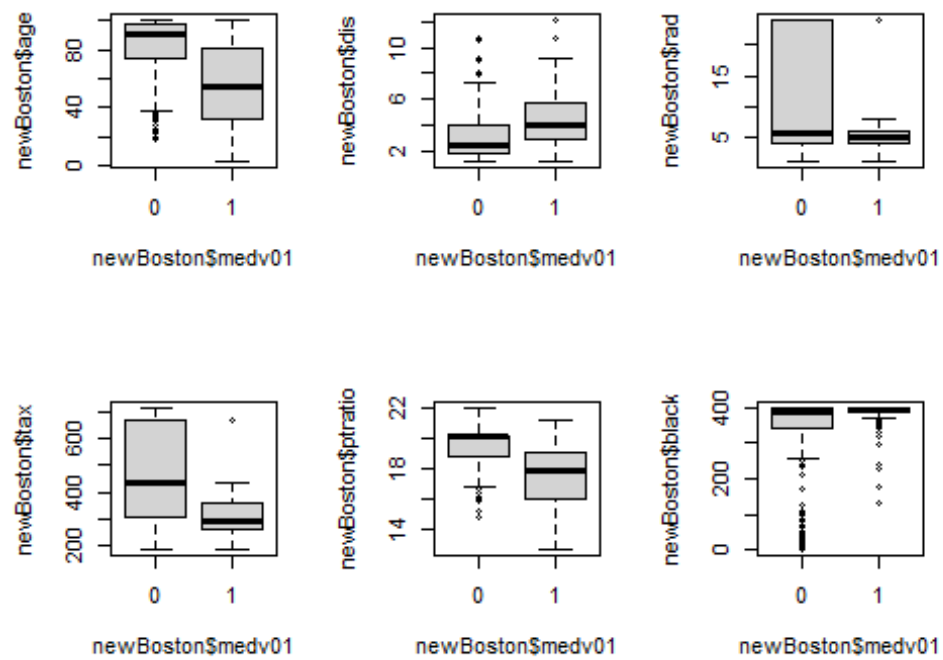 newBoston$age
80
40
0
0 1
newBoston$medv01
newBoston$dis
10
6
2
0 1
newBoston$medv01
newBoston$rad
15
5
0 1
newBoston$medv01
newBoston$tax
600
400
200
0 1
newBoston$medv01
newBoston$ptratio
22
18
14
0 1
newBoston$medv01
newBoston$black
400
200
0
0 1
newBoston$medv01